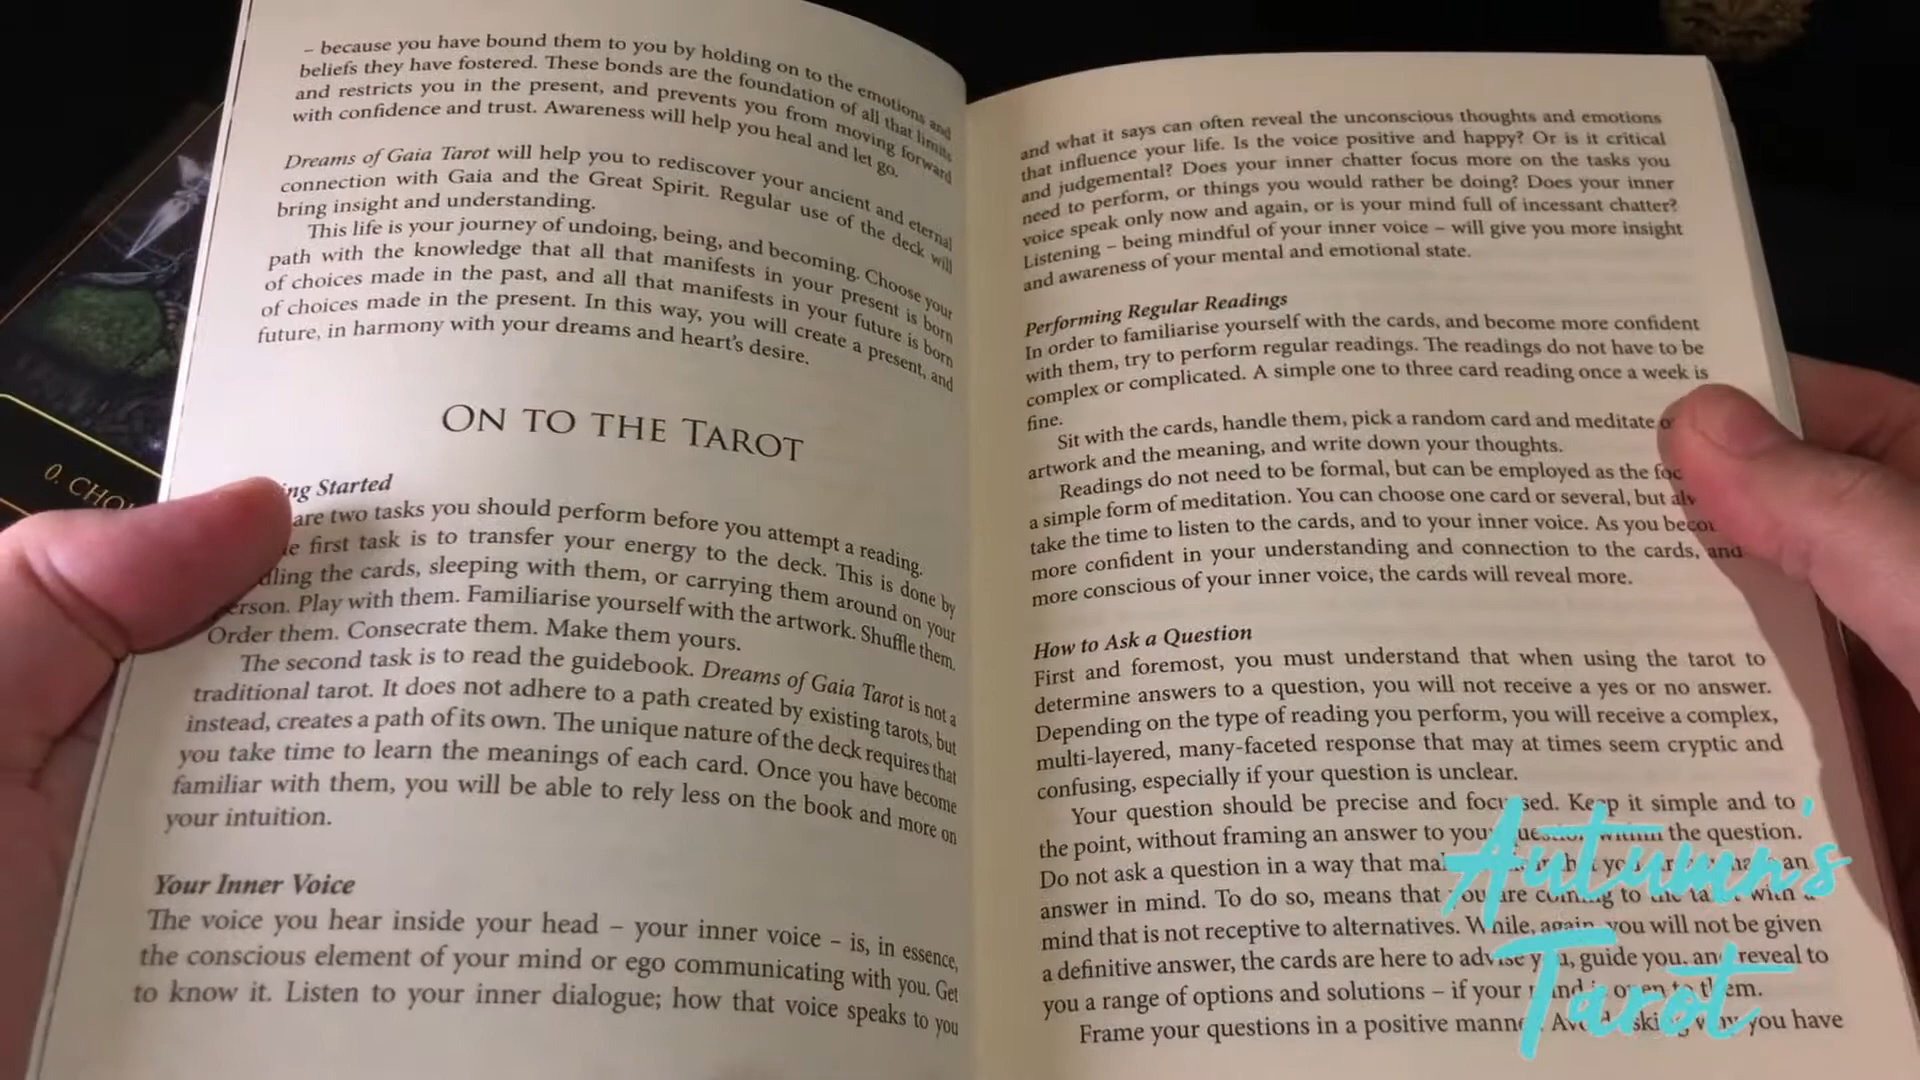 – because you have bound them to you by holding on to the emotions and
beliefs they have fostered. These bonds are the foundation of all that limits
and restricts you in the present, and prevents you from moving forward
with confidence and trust. Awareness will help you heal and let go.
Dreams of Gaia Tarot will help you to rediscover your ancient and eternal
connection with Gaia and the Great Spirit. Regular use of the deck will
bring insight and understanding.
This life is your journey of undoing, being, and becoming. Choose your
path with the knowledge that all that manifests in your present is born
of choices made in the past, and all that manifests in your future is born
of choices made in the present. In this way, you will create a present, and
future, in harmony with your dreams and heart's desire.
ON TO THE TAROT
Started
are two tasks you should perform before you attempt a reading.
first task is to transfer your energy to the deck. This is done by
the cards, sleeping with them, or carrying them around on your
person. Play with them. Familiarise yourself with the artwork. Shuffle them.
Order them. Consecrate them. Make them yours.
The second task is to read the guidebook. Dreams of Gaia Tarot is not a
traditional tarot. It does not adhere to a path created by existing tarots, but
instead, creates a path of its own. The unique nature of the deck requires that
you take time to learn the meanings of each card. Once you have become
familiar with them, you will be able to rely less on the book and more on
your intuition.
Your Inner Voice
The voice you hear inside your head – your inner voice – is, in essence,
the conscious element of your mind or ego communicating with you. Get
to know it. Listen to your inner dialogue; how that voice speaks to you
and what it says can often reveal the unconscious thoughts and emotions
that influence your life. Is the voice positive and happy? Or is it critical
and judgemental? Does your inner chatter focus more on the tasks you
need to perform, or things you would rather be doing? Does your inner
voice speak only now and again, or is your mind full of incessant chatter?
Listening – being mindful of your inner voice – will give you more insight
and awareness of your mental and emotional state.
Performing Regular Readings
In order to familiarise yourself with the cards, and become more confident
with them, try to perform regular readings. The readings do not have to be
complex or complicated. A simple one to three card reading once a week is
fine.
Sit with the cards, handle them, pick a random card and meditate
artwork and the meaning, and write down your thoughts.
Readings do not need to be formal, but can be employed as the
a simple form of meditation. You can choose one card or several, but
take the time to listen to the cards, and to your inner voice. As you
more confident in your understanding and connection to the cards, and
more conscious of your inner voice, the cards will reveal more.
How to Ask a Question
First and foremost, you must understand that when using the tarot to
determine answers to a question, you will not receive a yes or no answer.
Depending on the type of reading you perform, you will receive a complex,
multi-layered, many-faceted response that may at times seem cryptic and
confusing, especially if your question is unclear.
Your question should be precise and focussed. Keep it simple and to
the point, without framing an answer to your question within the question.
Do not ask a question in a way that an
answer in mind. To do so, means that you are coming to the with a
mind that is not receptive to alternatives. While, again, you will not be given
a definitive answer, the cards are here to advise you, guide you, and reveal to
you a range of options and solutions – if your mind is open to them.
Frame your questions in a positive manner. Avoid asking why you have
0.
Autumn's
Tarot